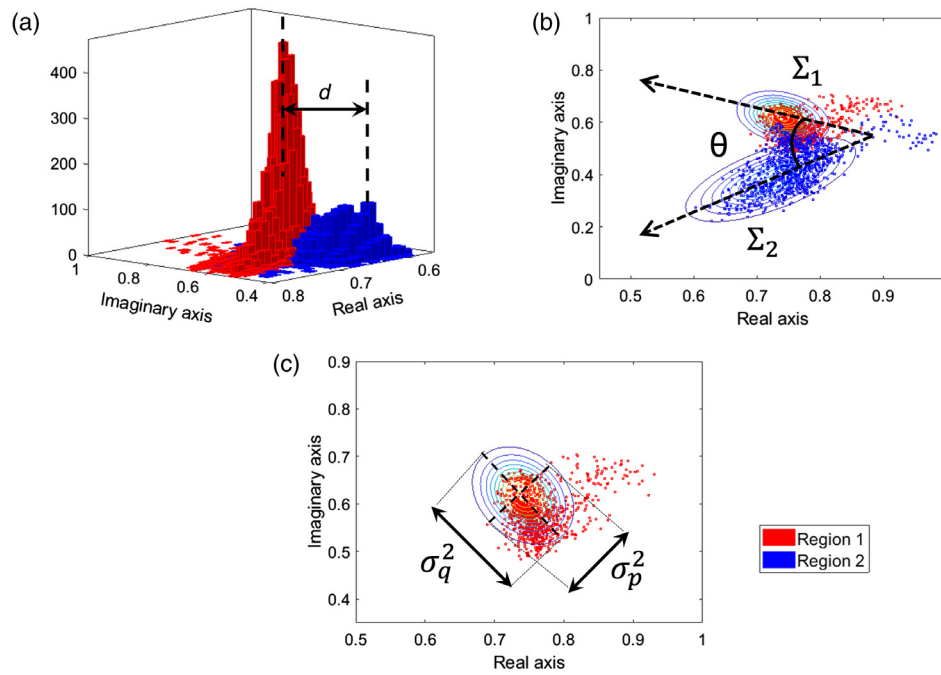 (a)
400
300
200
100
0
d
1
0.8
0.6
0.4
Imaginary axis
0.8
0.7
0.6
Real axis
(b)
1
0.8
0.6
0.4
0.2
0
Imaginary axis
Σ1
θ
Σ2
0.5
0.6
0.7
0.8
0.9
Real axis
(c)
0.9
0.8
0.7
0.6
0.5
0.4
Imaginary axis
σq2
σp2
0.5
0.6
0.7
0.8
0.9
1
Real axis
Region 1
Region 2